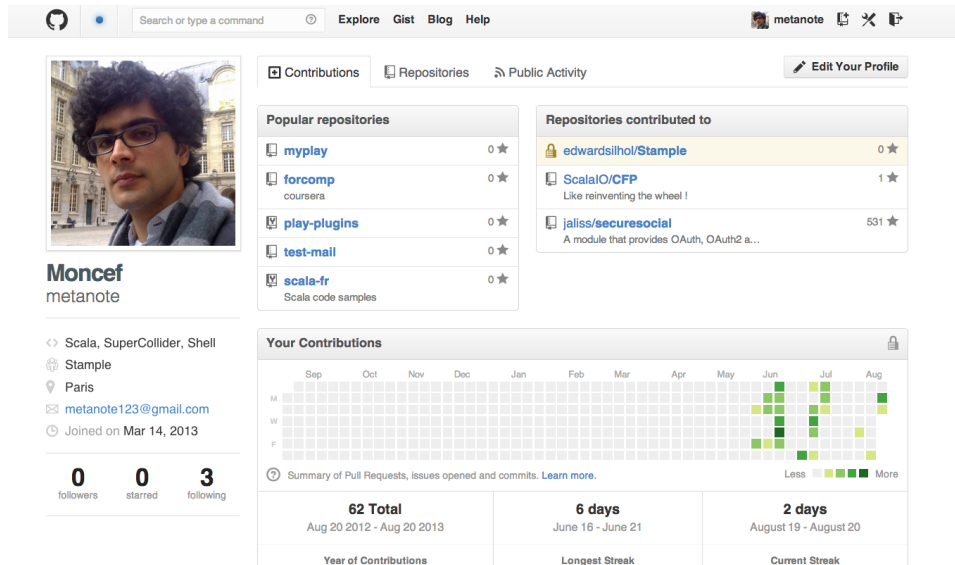 Search or type a command
Explore Gist Blog Help
metanote
Contributions
Repositories
Public Activity
Edit Your Profile
Moncef
metanote
Scala, SuperCollider, Shell
Stample
Paris
metanote123@gmail.com
Joined on Mar 14, 2013
0 0 3
followers starred following
Popular repositories
myplay 0
forcomp 0
coursera
play-plugins 0
test-mail 0
scala-fr 0
Scala code samples
Repositories contributed to
edwardsilhol/Stample 0
ScalaIO/CFP 1
Like reinventing the wheel !
jaliss/securesocial 531
A module that provides OAuth, OAuth2 a...
Your Contributions
Sep Oct Nov Dec Jan Feb Mar Apr May Jun Jul Aug
M
W
F
Summary of Pull Requests, issues opened and commits. Learn more.
Less More
62 Total
Aug 20 2012 - Aug 20 2013
Year of Contributions
6 days
June 16 - June 21
Longest Streak
2 days
August 19 - August 20
Current Streak